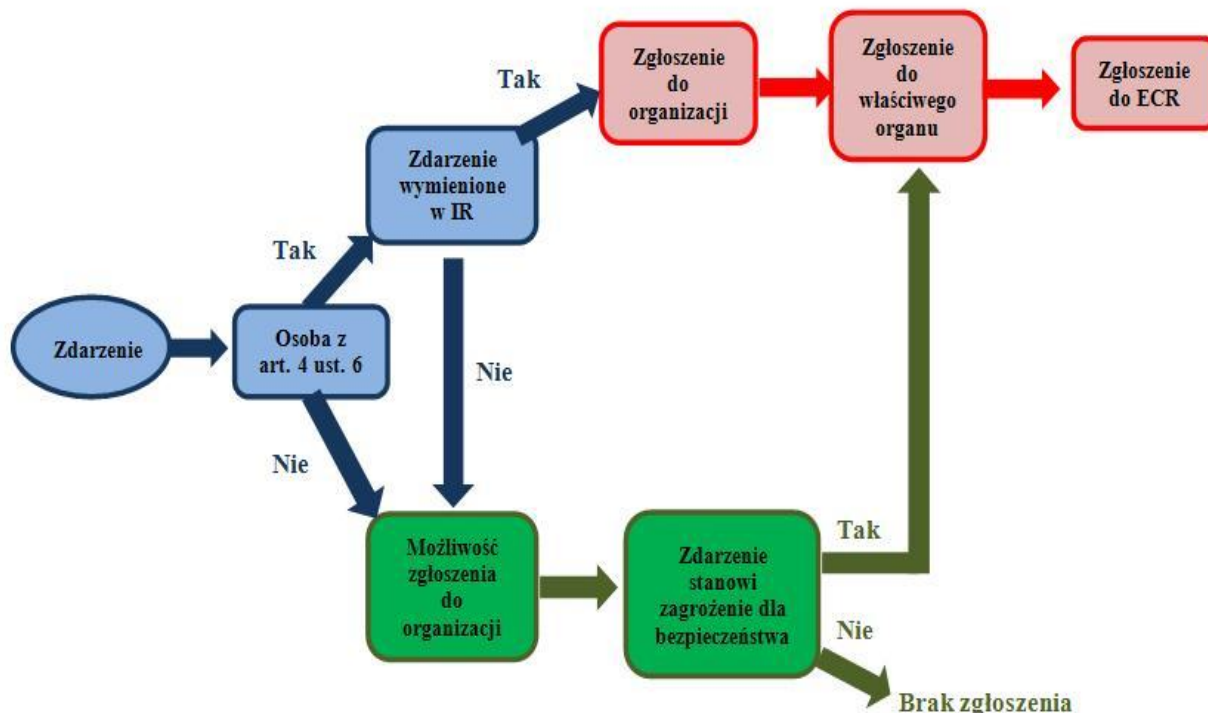 Zdarzenie
Osoba z
art. 4 ust. 6
Tak
Zdarzenie
wymienione
w IR
Tak
Zgłoszenie
do
organizacji
Zgłoszenie
do
właściwego
organu
Zgłoszenie
do ECR
Nie
Nie
Możliwość
zgłoszenia
do
organizacji
Zdarzenie
stanowi
zagrożenie dla
bezpieczeństwa
Tak
Nie
Brak zgłoszenia